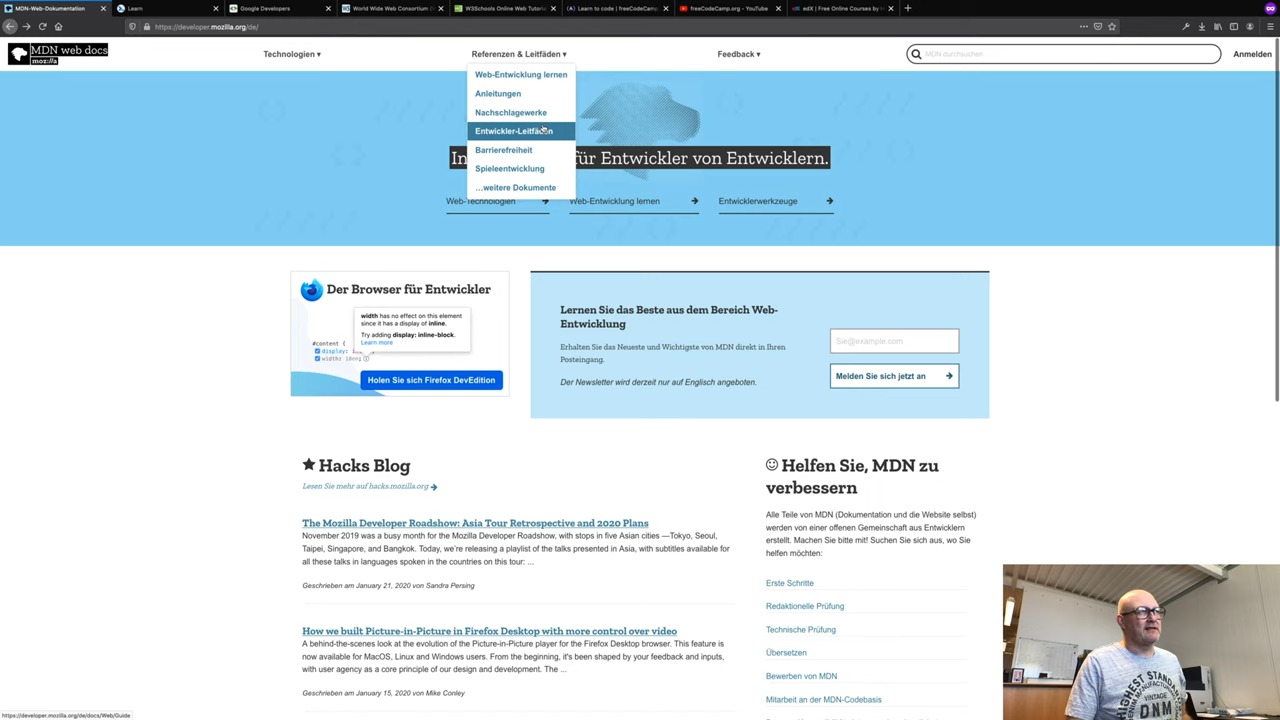 MDN-Web-Dokumentation
Learn
Google Developers
World Wide Web Consortium (
W3Schools Online Web Tutoria
Learn to code | freeCodeCamp.
freeCodeCamp.org - YouTube
edX | Free Online Courses by H
https://developer.mozilla.org/de/
MDN web docs
moz://a
Technologien ▾
Referenzen & Leitfäden ▾
Feedback ▾
MDN durchsuchen
Anmelden
Web-Entwicklung lernen
Anleitungen
Nachschlagewerke
Entwickler-Leitfäden
Barrierefreiheit
Spieleentwicklung
…weitere Dokumente
In für Entwickler von Entwicklern.
Web-Technologien
Web-Entwicklung lernen
Entwicklerwerkzeuge
Der Browser für Entwickler
width has no effect on this element
since it has a display of inline.
Try adding display: inline-block.
Learn more
#content {
display:
width:
Holen Sie sich Firefox DevEdition
Lernen Sie das Beste aus dem Bereich Web-
Entwicklung
Erhalten Sie das Neueste und Wichtigste von MDN direkt in Ihren
Posteingang.
Der Newsletter wird derzeit nur auf Englisch angeboten.
Sie@example.com
Melden Sie sich jetzt an
Hacks Blog
Lesen Sie mehr auf hacks.mozilla.org
The Mozilla Developer Roadshow: Asia Tour Retrospective and 2020 Plans
November 2019 was a busy month for the Mozilla Developer Roadshow, with stops in five Asian cities —Tokyo, Seoul,
Taipei, Singapore, and Bangkok. Today, we're releasing a playlist of the talks presented in Asia, with subtitles available for
all these talks in languages spoken in the countries on this tour: ...
Geschrieben am January 21, 2020 von Sandra Persing
How we built Picture-in-Picture in Firefox Desktop with more control over video
A behind-the-scenes look at the evolution of the Picture-in-Picture player for the Firefox Desktop browser. This feature is
now available for MacOS, Linux and Windows users. From the beginning, it's been shaped by your feedback and inputs,
with user agency as a core principle of our design and development. The ...
Geschrieben am January 15, 2020 von Mike Conley
Helfen Sie, MDN zu
verbessern
Alle Teile von MDN (Dokumentation und die Website selbst)
werden von einer offenen Gemeinschaft aus Entwicklern
erstellt. Machen Sie bitte mit! Suchen Sie sich aus, wo Sie
helfen möchten:
Erste Schritte
Redaktionelle Prüfung
Technische Prüfung
Übersetzen
Bewerben von MDN
Mitarbeit an der MDN-Codebasis
HIGHEST STANDARDS
VINTAGE
DNM
https://developer.mozilla.org/de/docs/Web/Guide